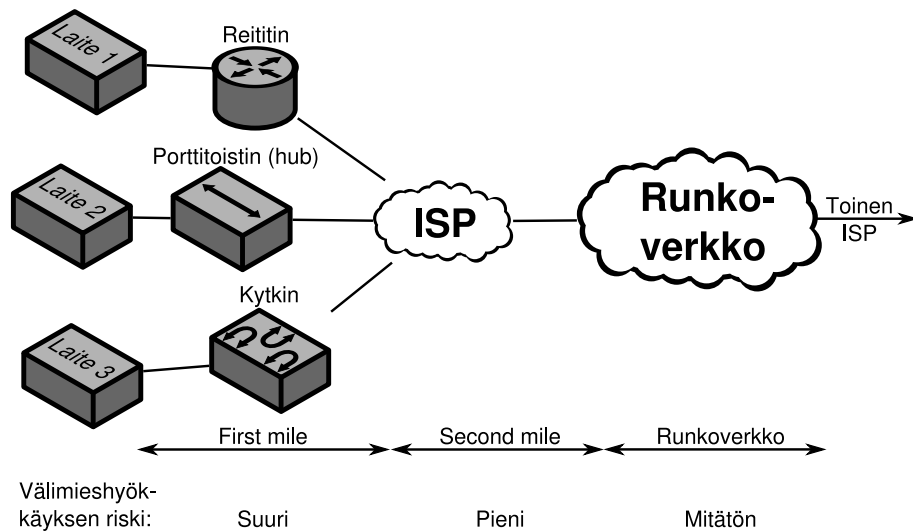 Laite 1
Reititin
Porttitoistin (hub)
Laite 2
ISP
Runko-
verkko
Toinen
ISP
Kytkin
Laite 3
First mile
Second mile
Runkoverkko
Välimieshyök-
käyksen riski:
Suuri
Pieni
Mitätön